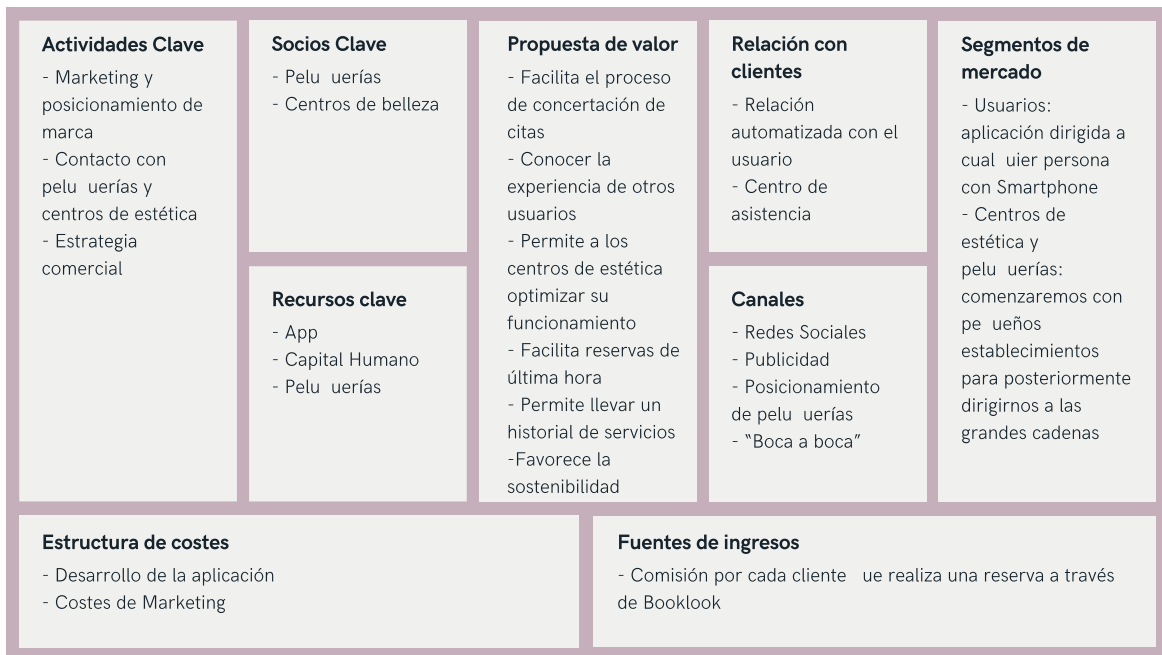 Actividades Clave
- Marketing y
posicionamiento de
marca
- Contacto con
pelu uerías y
centros de estética
- Estrategia
comercial
Socios Clave
- Pelu uerías
- Centros de belleza
Recursos clave
- App
- Capital Humano
- Pelu uerías
Propuesta de valor
- Facilita el proceso
de concertación de
citas
- Conocer la
experiencia de otros
usuarios
- Permite a los
centros de estética
optimizar su
funcionamiento
- Facilita reservas de
última hora
- Permite llevar un
historial de servicios
-Favorece la
sostenibilidad
Relación con
clientes
- Relación
automatizada con el
usuario
- Centro de
asistencia
Canales
- Redes Sociales
- Publicidad
- Posicionamiento
de pelu uerías
- “Boca a boca”
Segmentos de
mercado
- Usuarios:
aplicación dirigida a
cual uier persona
con Smartphone
- Centros de
estética y
pelu uerías:
comenzaremos con
pe ueños
establecimientos
para posteriormente
dirigirnos a las
grandes cadenas
Estructura de costes
- Desarrollo de la aplicación
- Costes de Marketing
Fuentes de ingresos
- Comisión por cada cliente ue realiza una reserva a través
de Booklook